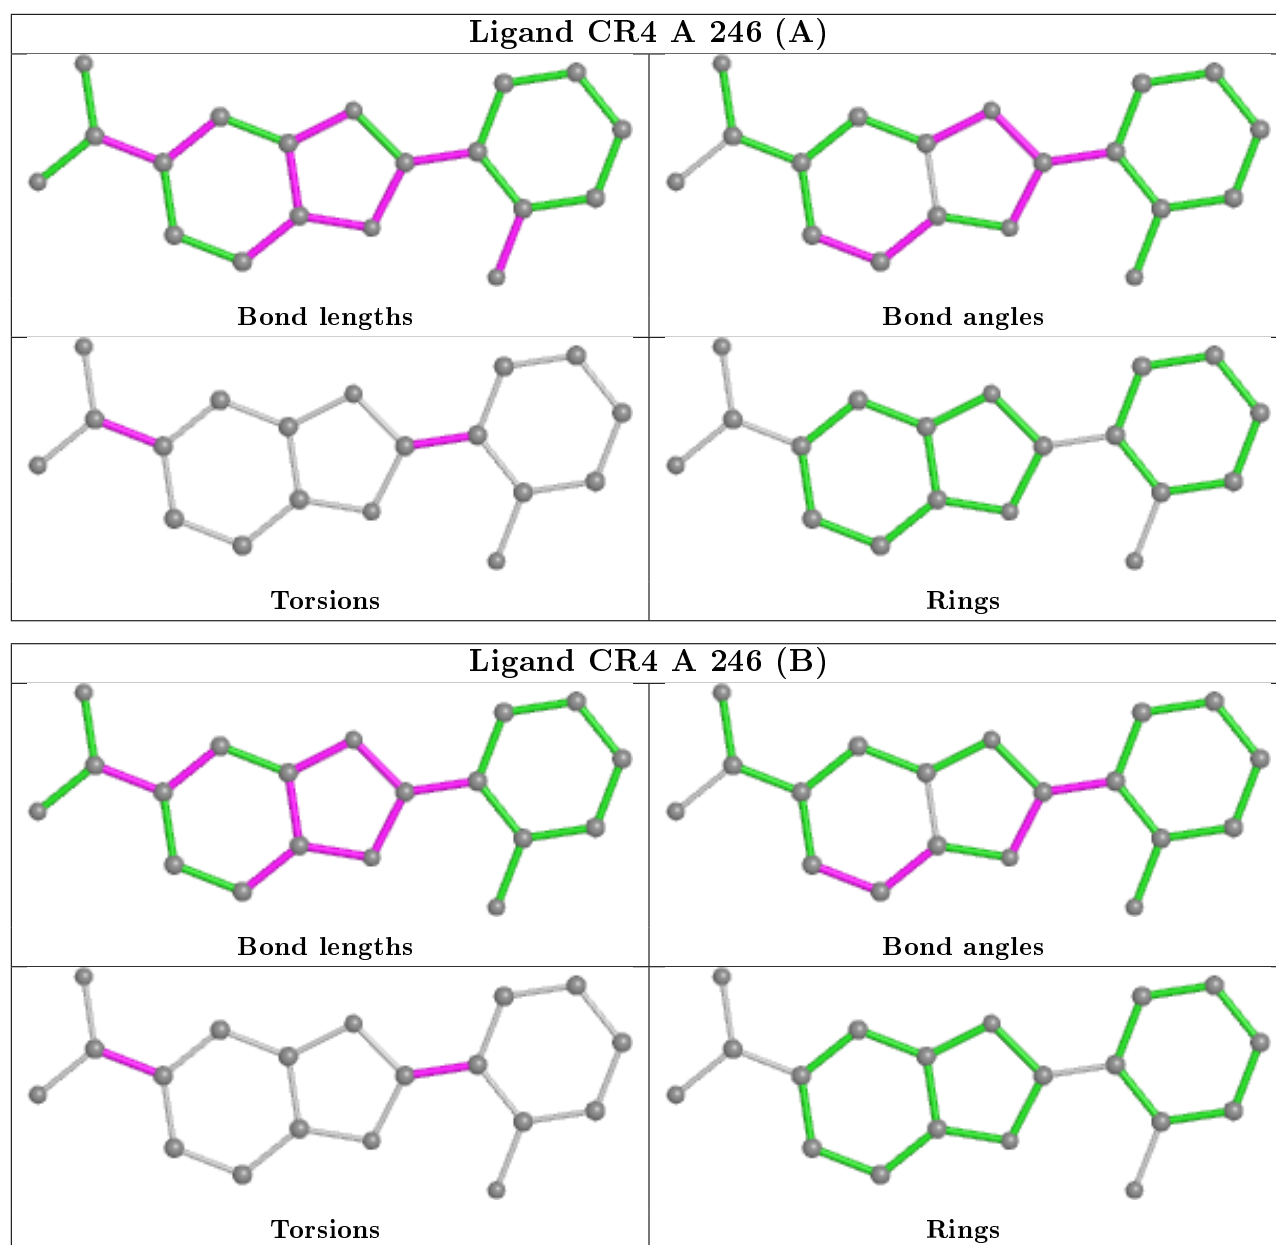 Ligand CR4 A 246 (A)
Bond lengths
Bond angles
Torsions
Rings
Ligand CR4 A 246 (B)
Bond lengths
Bond angles
Torsions
Rings